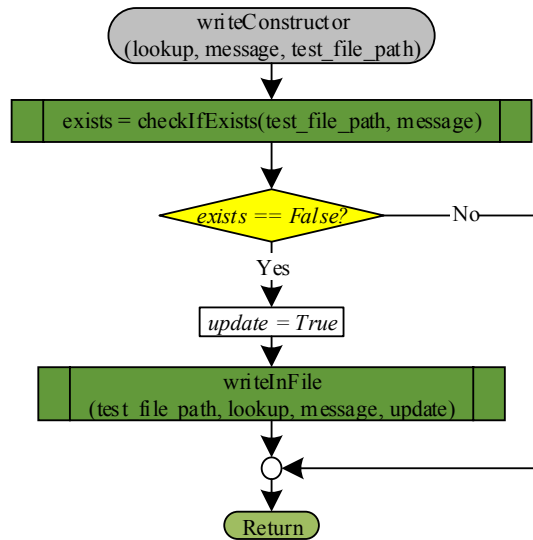 writeConstructor
(lookup, message, test_file_path)
exists = checkIfExists(test_file_path, message)
exists == False?
No
Yes
update = True
writeInFile
(test_file_path, lookup, message, update)
Return